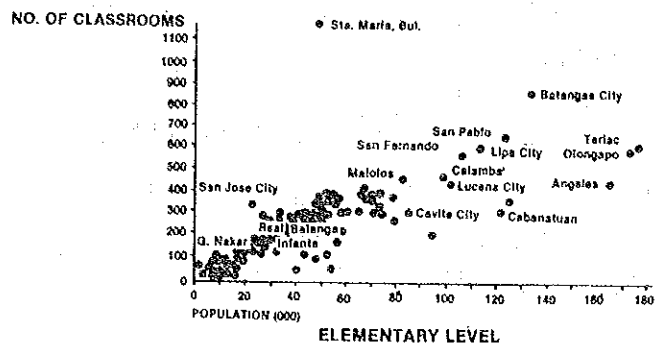 NO. OF CLASSROOMS
Sta. Maria, Bul.
1100
1000
900
Batangas City
800
700
San Pablo
San Fernando
Lipa City
Tarlac
Olongapo
600
500
Malolos
Calamba
Lucena City
Angeles
San Jose City
400
300
Cavite City
Cabanatuan
Real
Balanga
200
G. Nakar
Infanta
100
0
0 20 40 60 80 100 120 140 160 180
POPULATION (000)
ELEMENTARY LEVEL